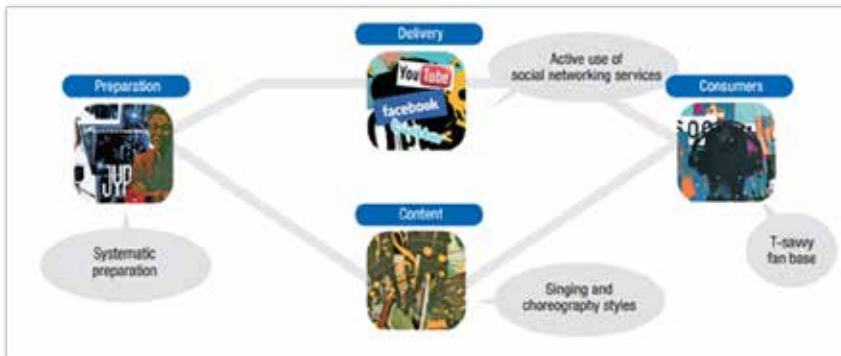 Delivery
YouTube
facebook
Active use of
social networking services
Preparation
JYP
Systematic
preparation
Consumers
T-savvy
fan base
Content
Singing and
choreography styles